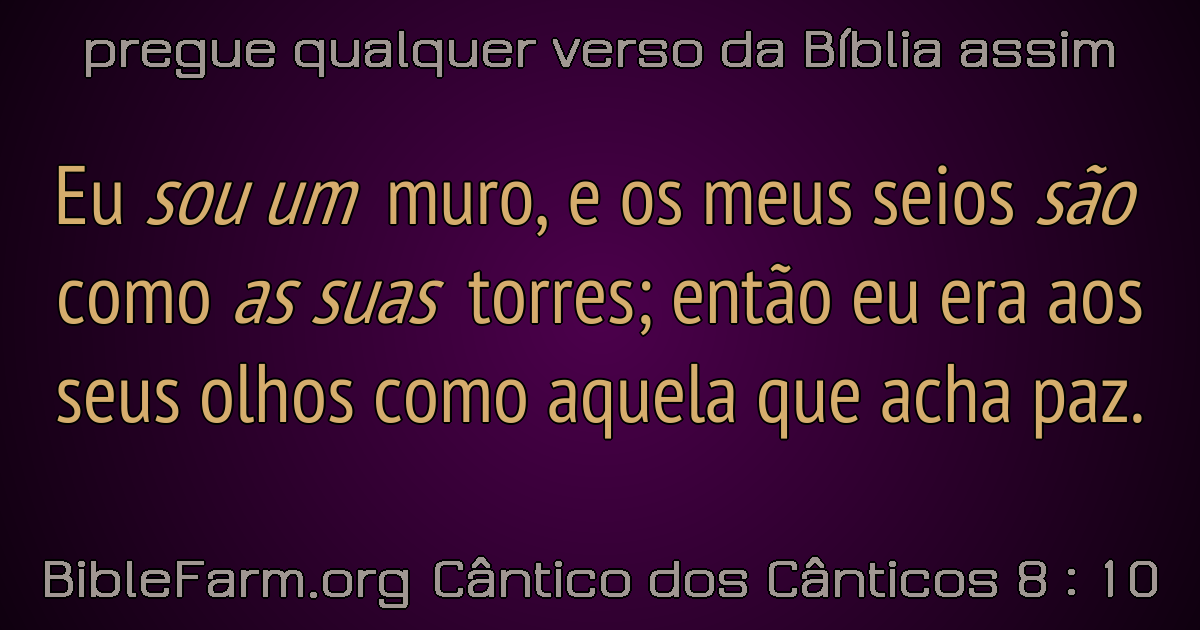 pregue qualquer verso da Bíblia assim
Eu sou um muro, e os meus seios são
como as suas torres; então eu era aos
seus olhos como aquela que acha paz.
BibleFarm.org Cântico dos Cânticos 8 : 10